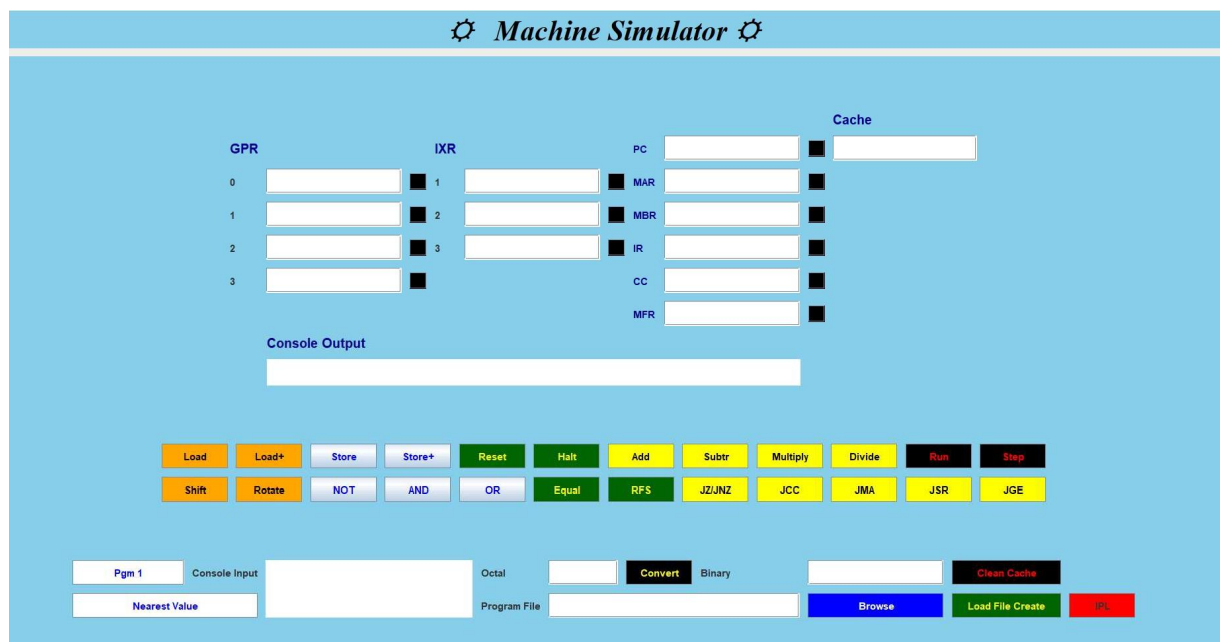 ☼ Machine Simulator ☼
Cache
GPR IXR PC
0 1 MAR
1 2 MBR
2 3 IR
3 CC
MFR
Console Output
Load Load+ Store Store+ Reset Halt Add Subtr Multiply Divide Run Step
Shift Rotate NOT AND OR Equal RFS JZ/JNZ JCC JMA JSR JGE
Pgm 1 Console Input Octal Convert Binary Clean Cache
Nearest Value Program File Browse Load File Create IPL